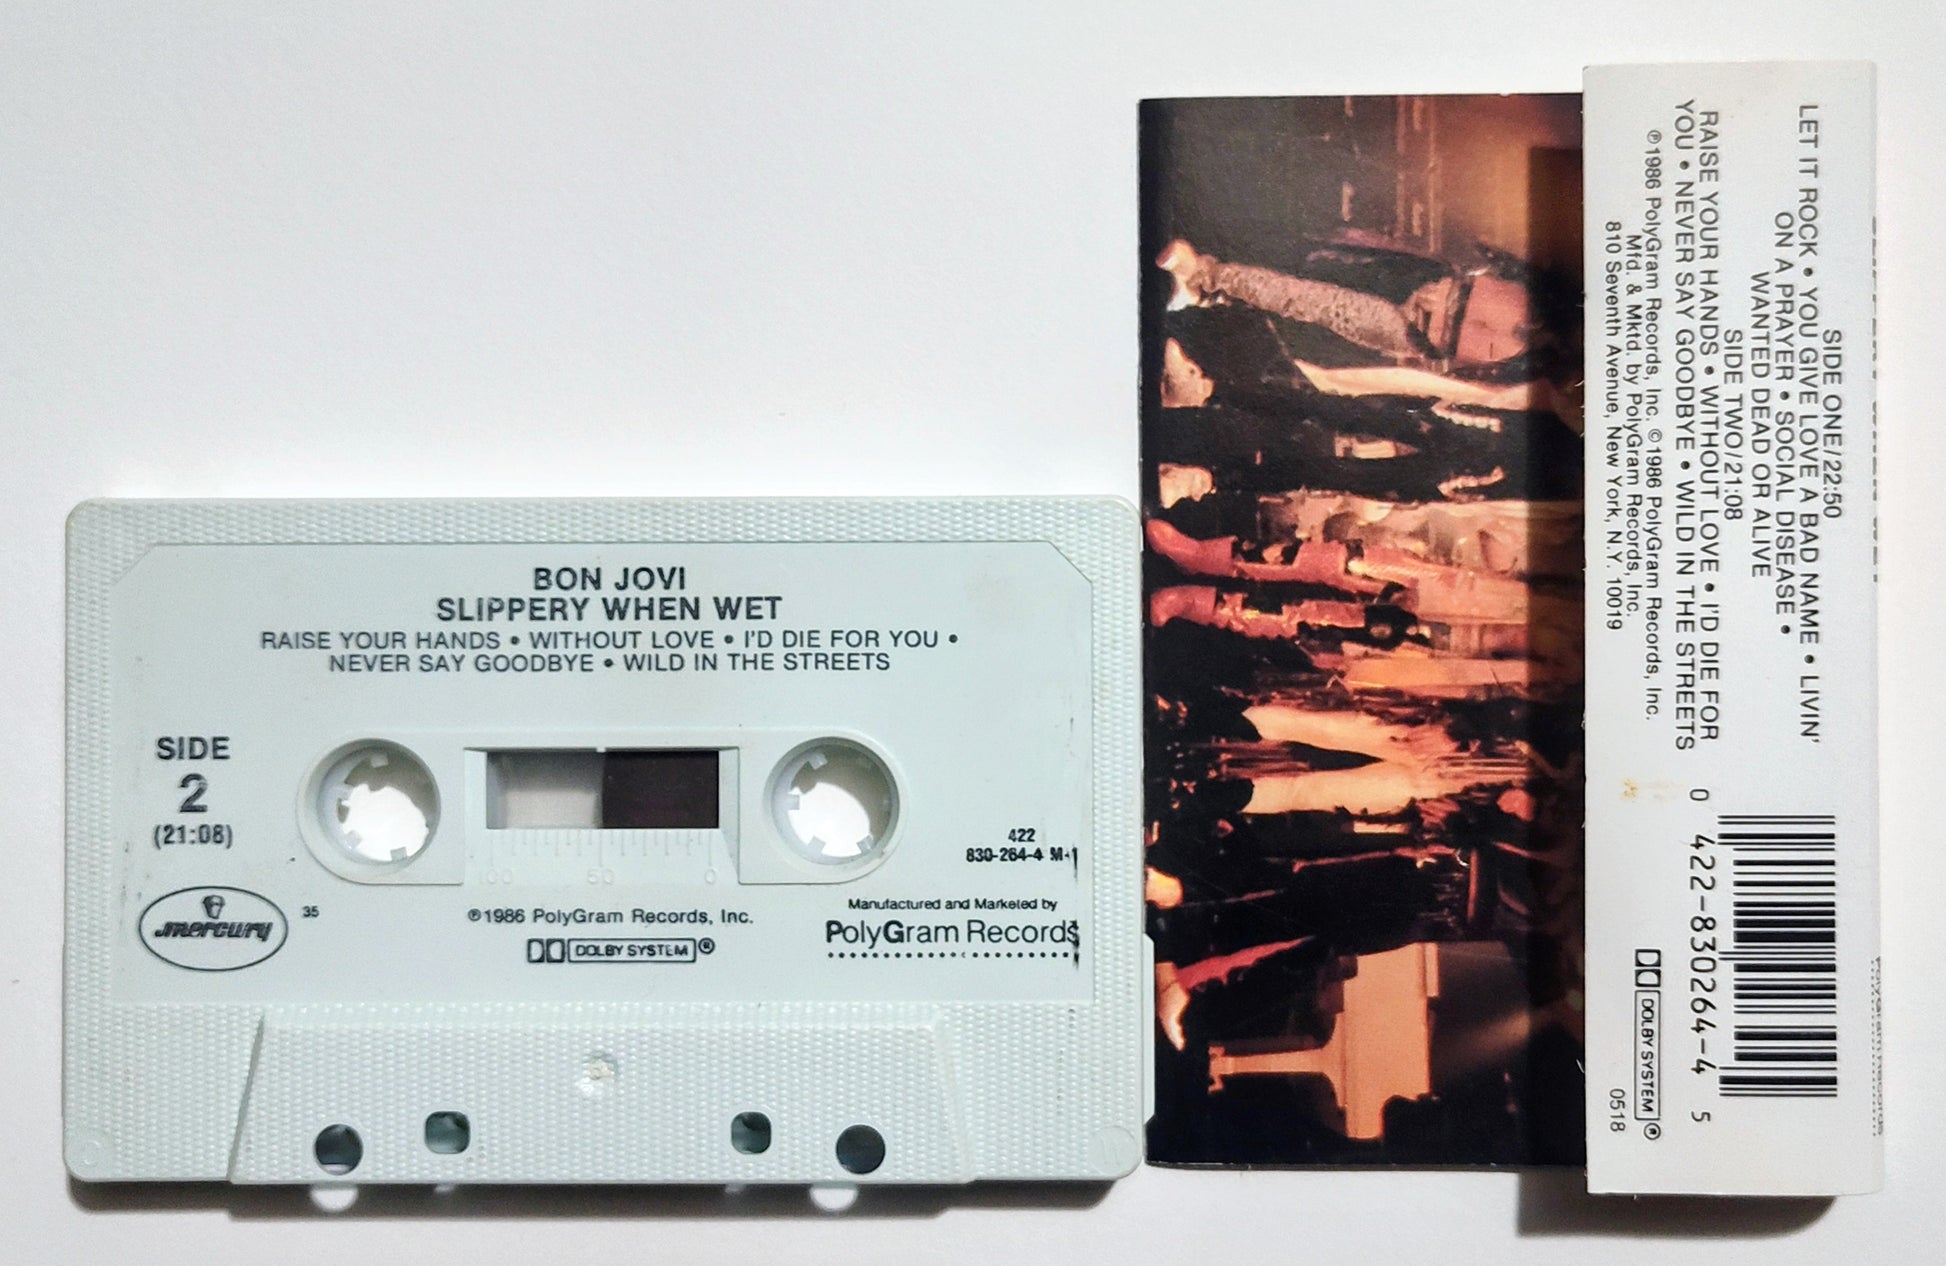 BON JOVI
SLIPPERY WHEN WET
RAISE YOUR HANDS • WITHOUT LOVE • I'D DIE FOR YOU •
NEVER SAY GOODBYE • WILD IN THE STREETS
SIDE
2
(21:08)
422
830-264-4 M-1
100 50 0
mercury
35
℗1986 PolyGram Records, Inc.
DOLBY SYSTEM®
Manufactured and Marketed by
PolyGram Records
SIDE ONE/22:50
LET IT ROCK • YOU GIVE LOVE A BAD NAME • LIVIN'
ON A PRAYER • SOCIAL DISEASE •
WANTED DEAD OR ALIVE
SIDE TWO/21:08
RAISE YOUR HANDS • WITHOUT LOVE • I'D DIE FOR
YOU • NEVER SAY GOODBYE • WILD IN THE STREETS
℗1986 PolyGram Records, Inc. ©1986 PolyGram Records, Inc.
Mfd. & Mktd. by PolyGram Records, Inc.
810 Seventh Avenue, New York, N.Y. 10019
0 422-830264-4 5
DOLBY SYSTEM®
0518
SLIPPERY WHEN WET
PolyGram Records